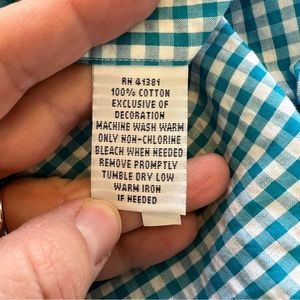 RN 41381
100% COTTON
EXCLUSIVE OF
DECORATION
MACHINE WASH WARM
ONLY NON-CHLORINE
BLEACH WHEN NEEDED
REMOVE PROMPTLY
TUMBLE DRY LOW
WARM IRON
IF NEEDED